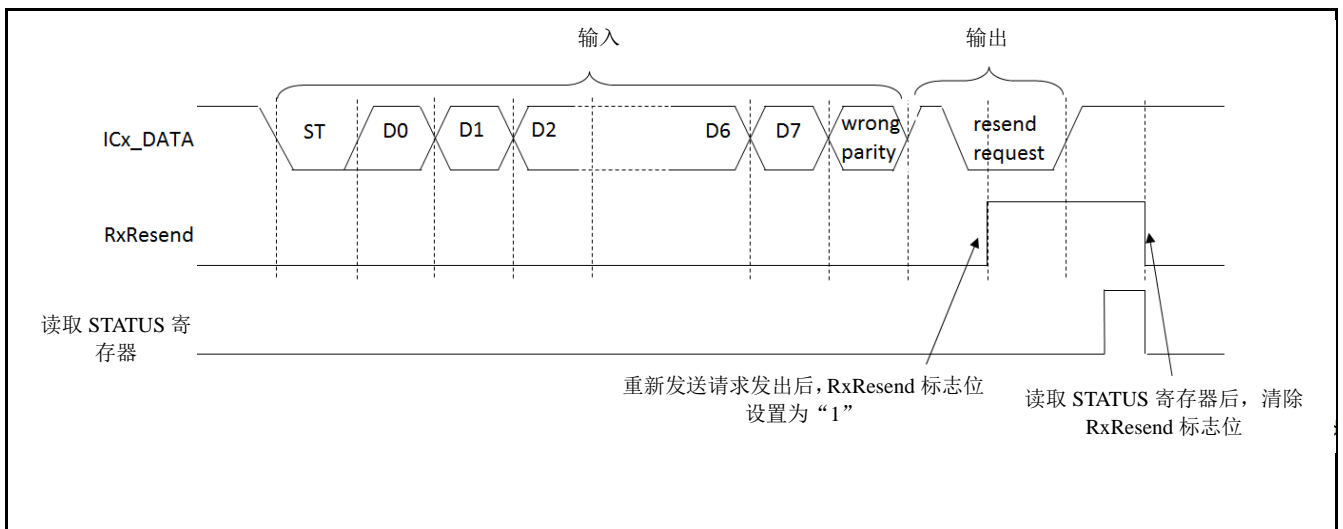 输入
输出
ICx_DATA
ST
D0
D1
D2
D6
D7
wrong
parity
resend
request
RxResend
读取 STATUS 寄
存器
重新发送请求发出后，RxResend 标志位
设置为“1”
读取 STATUS 寄存器后，清除
RxResend 标志位